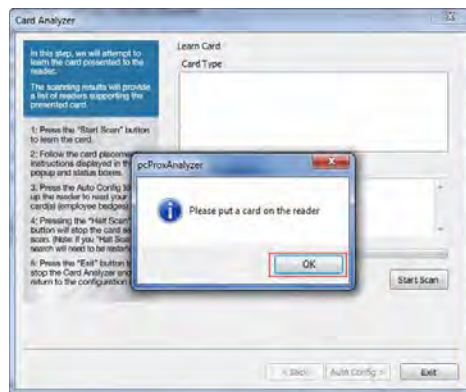 Card Analyzer
In this step, we will attempt to
learn the card presented to the
reader.
The scanning results will provide
a list of readers supporting the
presented card.
1: Press the "Start Scan" button
to learn the card.
2: Follow the card placement
instructions displayed in the
popup and status boxes.
3. Press the Auto Config
up the reader to read your
card(s) (employee badges)
4: Pressing the "Halt Scan"
button will stop the card
scan. (Note: If you "Halt Scan"
search will need to be
5: Press the "Exit" button
stop the Card Analyzer and
return to the configuration
Learn Card
Card Type
pcProxAnalyzer
Please put a card on the reader
OK
Start Scan
< Back
Auto Config >
Exit